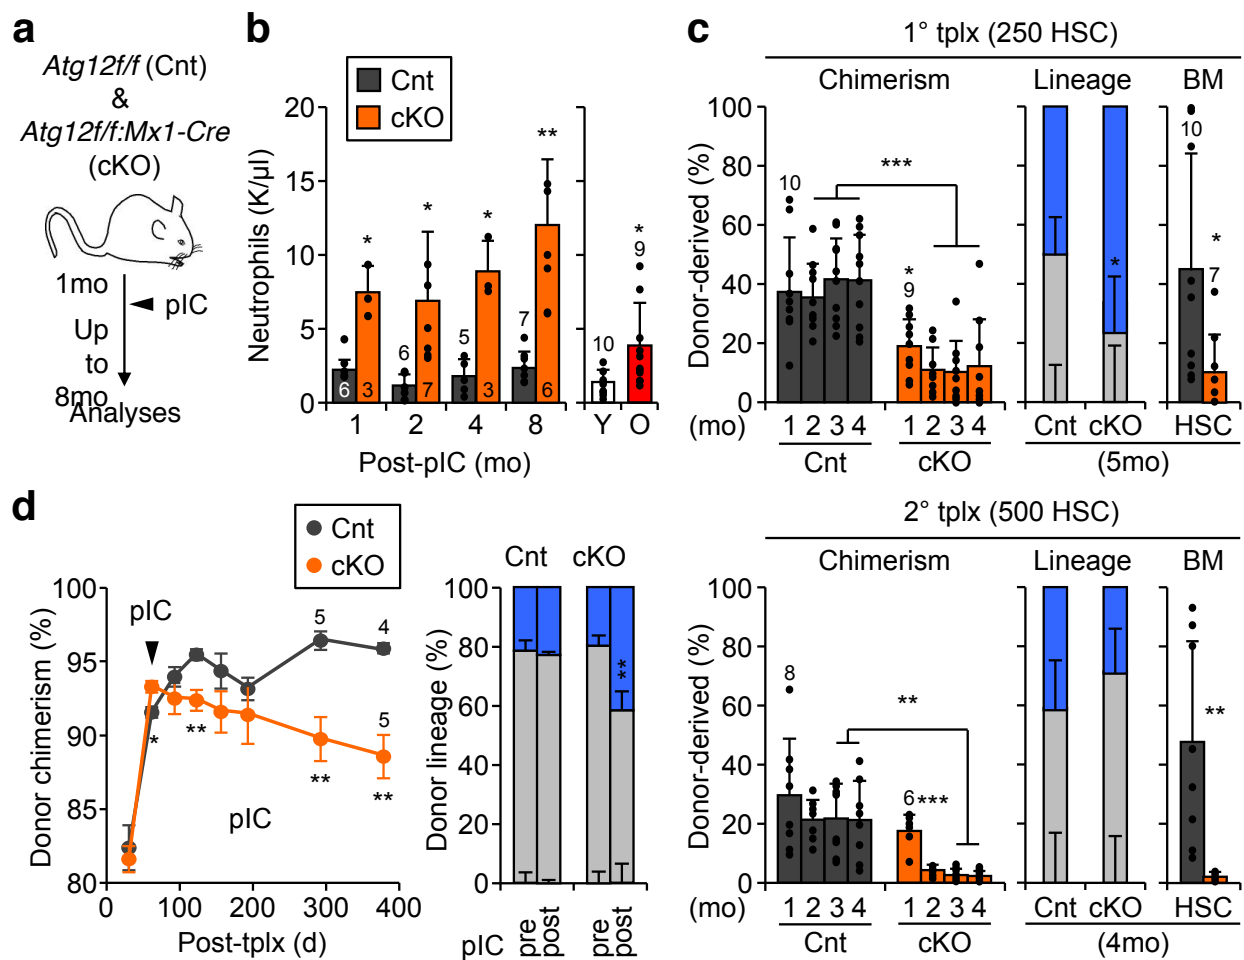 a
Atg12f/f (Cnt)
&
Atg12f/f:Mx1-Cre
(cKO)
1mo
pIC
Up
to
8mo
Analyses
b
Cnt
cKO
Neutrophils (K/µl)
20
15
10
5
0
*
*
*
**
*
6
3
6
7
5
3
7
6
10
9
1
2
4
8
Y
O
Post-pIC (mo)
c
1° tplx (250 HSC)
Chimerism
Lineage
BM
Donor-derived (%)
100
80
60
40
20
0
10
***
*
9
*
10
*
7
(mo)
1 2 3 4
1 2 3 4
Cnt
cKO
Cnt cKO
HSC
(5mo)
2° tplx (500 HSC)
Chimerism
Lineage
BM
Donor-derived (%)
100
80
60
40
20
0
8
**
6
***
**
(mo)
1 2 3 4
1 2 3 4
Cnt
cKO
Cnt cKO
HSC
(4mo)
d
Cnt
cKO
Donor chimerism (%)
100
95
90
85
80
pIC
5
4
*
**
**
5
**
pIC
0
100
200
300
400
Post-tplx (d)
Cnt
cKO
Donor lineage (%)
100
80
60
40
20
0
**
pIC
pre
post
pre
post